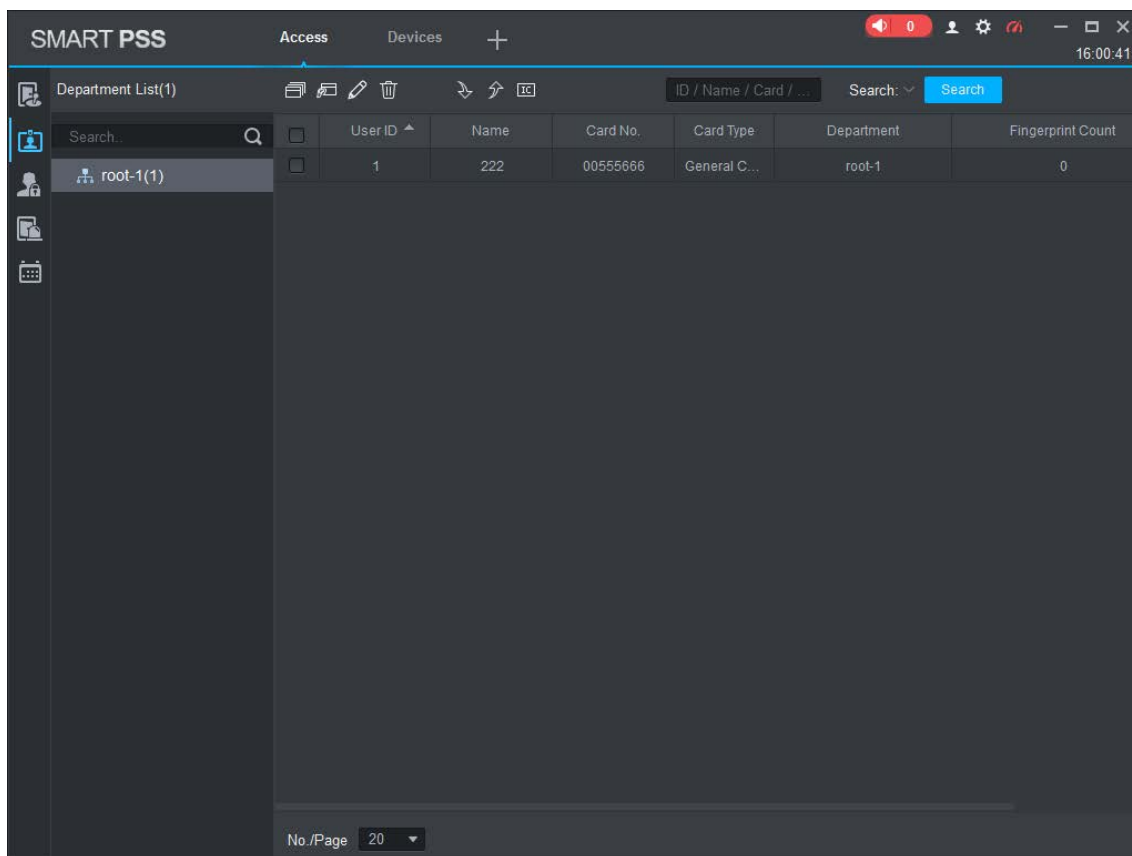 SMART PSS
Access
Devices
0
16:00:41
Department List(1)
IC
ID / Name / Card / ...
Search:
Search
Search..
User ID
Name
Card No.
Card Type
Department
Fingerprint Count
root-1(1)
1
222
00555666
General C...
root-1
0
No./Page
20